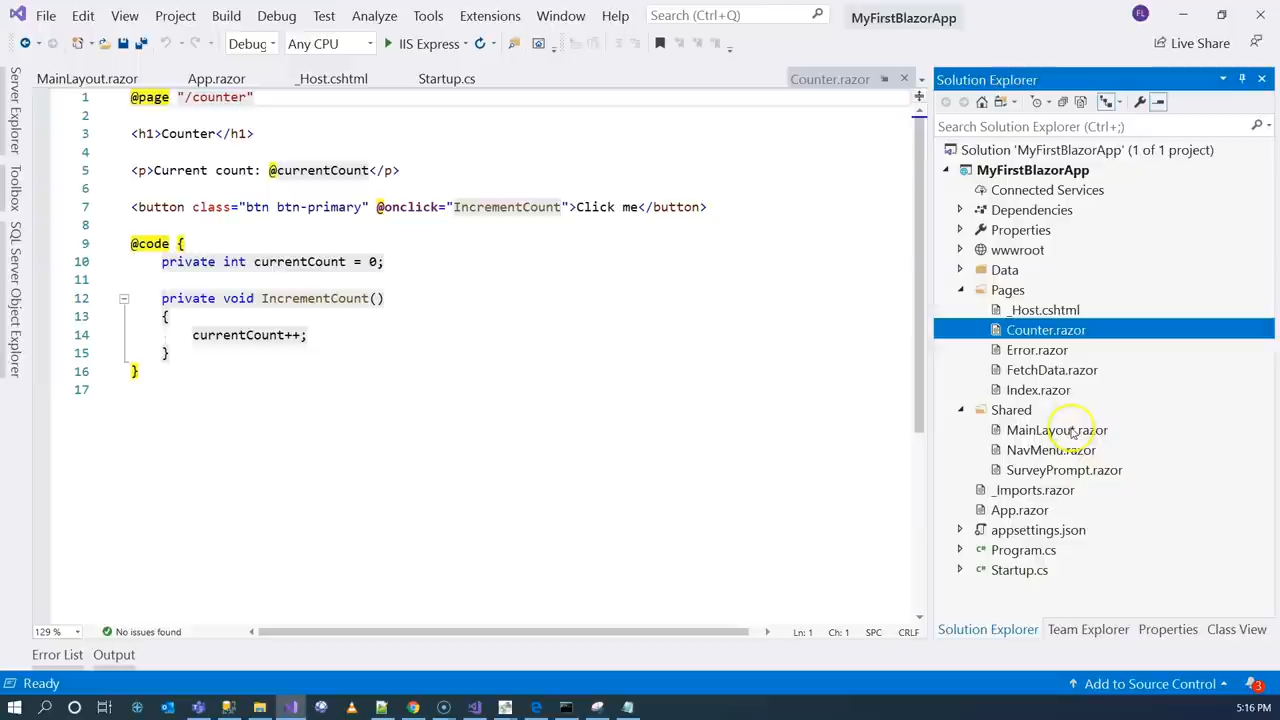 File Edit View Project Build Debug Test Analyze Tools Extensions Window Help Search (Ctrl+Q) MyFirstBlazorApp FL
Debug Any CPU IIS Express Live Share
MainLayout.razor App.razor _Host.cshtml Startup.cs Counter.razor
Server Explorer
Toolbox
SQL Server Object Explorer
1 @page "/counter"
2
3 <h1>Counter</h1>
4
5 <p>Current count: @currentCount</p>
6
7 <button class="btn btn-primary" @onclick="IncrementCount">Click me</button>
8
9 @code {
10 private int currentCount = 0;
11
12 private void IncrementCount()
13 {
14 currentCount++;
15 }
16 }
17
129 % No issues found Ln: 1 Ch: 1 SPC CRLF
Solution Explorer
Search Solution Explorer (Ctrl+;)
Solution 'MyFirstBlazorApp' (1 of 1 project)
MyFirstBlazorApp
Connected Services
Dependencies
Properties
wwwroot
Data
Pages
_Host.cshtml
Counter.razor
Error.razor
FetchData.razor
Index.razor
Shared
MainLayout.razor
NavMenu.razor
SurveyPrompt.razor
_Imports.razor
App.razor
appsettings.json
C# Program.cs
C# Startup.cs
Solution Explorer Team Explorer Properties Class View
Error List Output
Ready Add to Source Control 3
5:16 PM